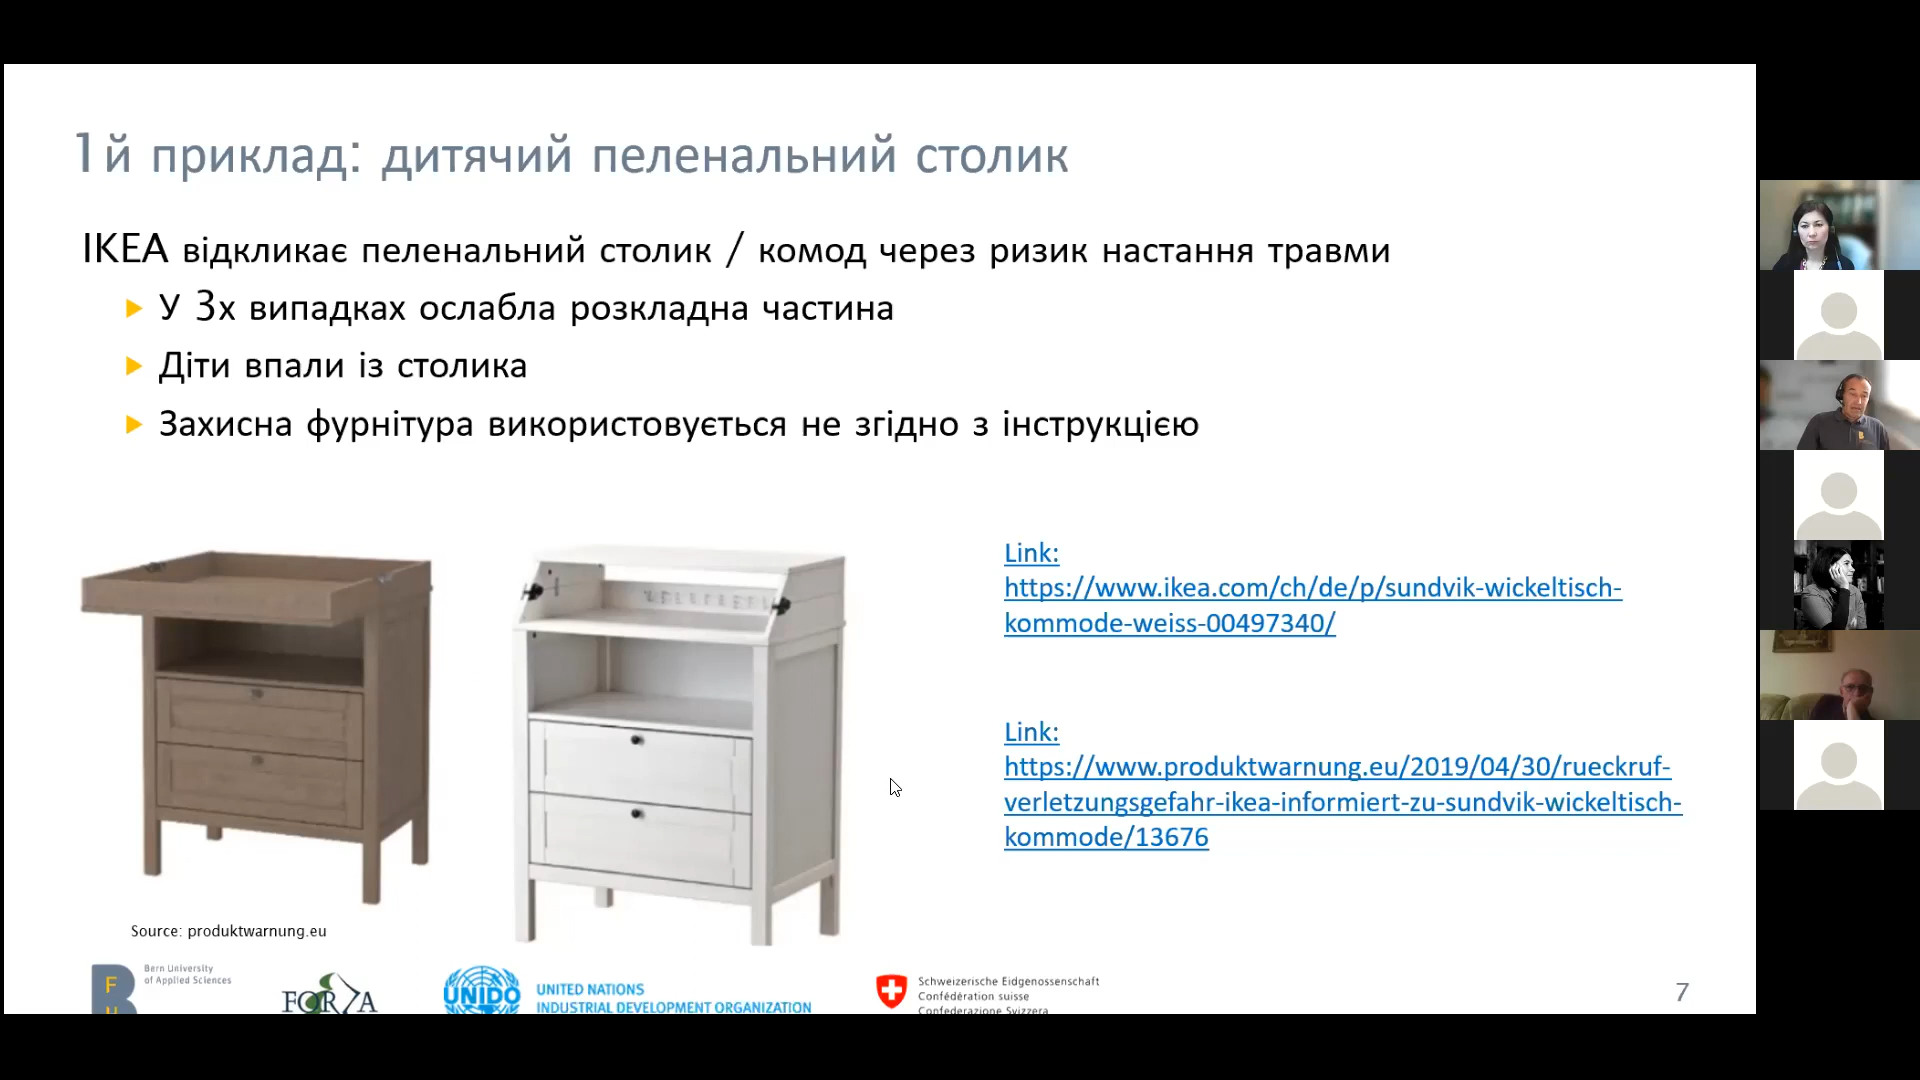 1й приклад: дитячий пеленальний столик
IKEA відкликає пеленальний столик / комод через ризик настання травми
У 3х випадках ослабла розкладна частина
Діти впали із столика
Захисна фурнітура використовується не згідно з інструкцією
Link:
https://www.ikea.com/ch/de/p/sundvik-wickeltisch-
kommode-weiss-00497340/
Link:
https://www.produktwarnung.eu/2019/04/30/rueckruf-
verletzungsgefahr-ikea-informiert-zu-sundvik-wickeltisch-
kommode/13676
Source: produktwarnung.eu
Bern University
of Applied Sciences
FORZA
UNIDO
UNITED NATIONS
INDUSTRIAL DEVELOPMENT ORGANIZATION
Schweizerische Eidgenossenschaft
Confédération suisse
Confederazione Svizzera
7